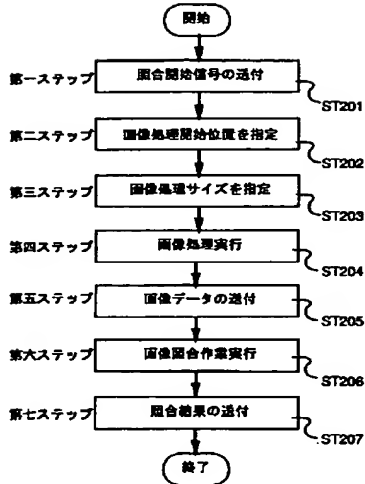 開始
第一ステップ 照合開始信号の送付
ST201
第二ステップ 画像処理開始位置を指定
ST202
第三ステップ 画像処理サイズを指定
ST203
第四ステップ 画像処理実行
ST204
第五ステップ 画像データの送付
ST205
第六ステップ 画像照合作業実行
ST206
第七ステップ 照合結果の送付
ST207
終了